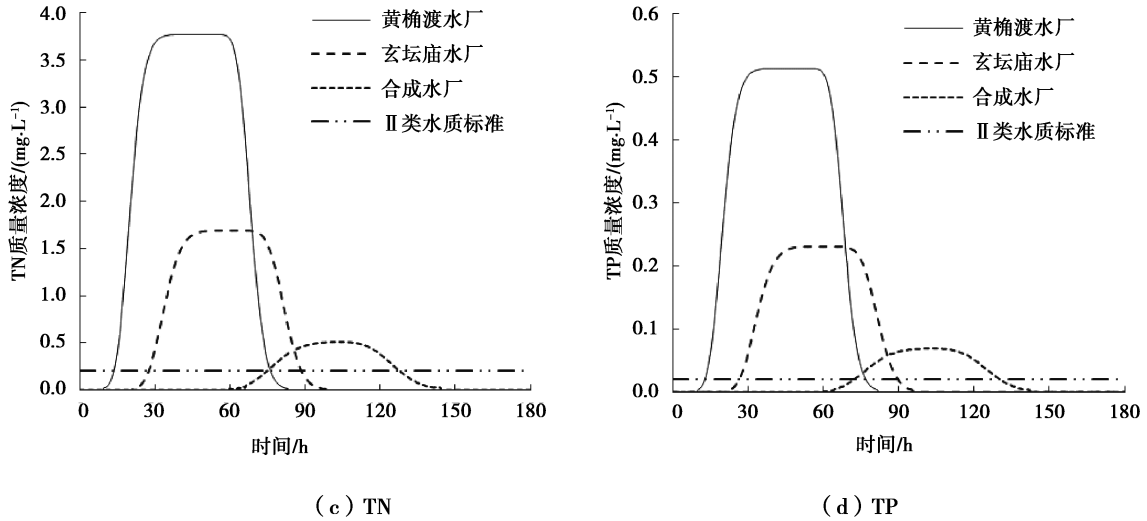 4.0
3.5
3.0
2.5
2.0
1.5
1.0
0.5
0.0
TN质量浓度/(mg·L⁻¹)
黄桷渡水厂
玄坛庙水厂
合成水厂
Ⅱ类水质标准
0 30 60 90 120 150 180
时间/h
(c) TN
0.6
0.5
0.4
0.3
0.2
0.1
0.0
TP质量浓度/(mg·L⁻¹)
黄桷渡水厂
玄坛庙水厂
合成水厂
Ⅱ类水质标准
0 30 60 90 120 150 180
时间/h
(d) TP